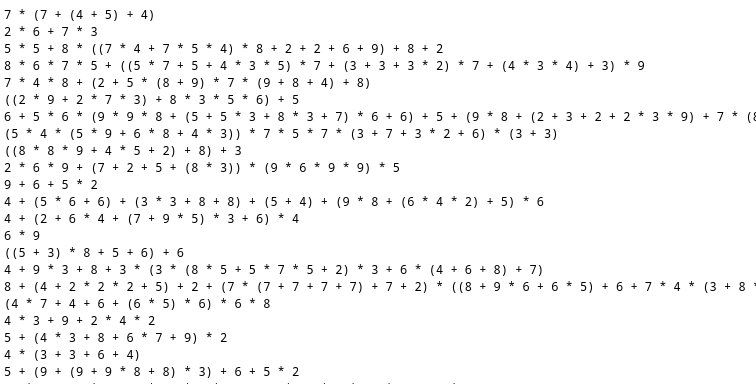 7 * (7 + (4 + 5) + 4)
2 * 6 + 7 * 3
5 * 5 + 8 * ((7 * 4 + 7 * 5 * 4) * 8 + 2 + 2 + 6 + 9) + 8 + 2
8 * 6 * 7 * 5 + ((5 * 7 + 5 + 4 * 3 * 5) * 7 + (3 + 3 + 3 * 2) * 7 + (4 * 3 * 4) + 3) * 9
7 * 4 * 8 + (2 + 5 * (8 + 9) * 7 * (9 + 8 + 4) + 8)
((2 * 9 + 2 * 7 * 3) + 8 * 3 * 5 * 6) + 5
6 + 5 * 6 * (9 * 9 * 8 + (5 + 5 * 3 + 8 * 3 + 7) * 6 + 6) + 5 + (9 * 8 + (2 + 3 + 2 + 2 * 3 * 9) + 7 * (8
(5 * 4 * (5 * 9 + 6 * 8 + 4 * 3)) * 7 * 5 * 7 * (3 + 7 + 3 * 2 + 6) * (3 + 3)
((8 * 8 * 9 + 4 * 5 + 2) + 8) + 3
2 * 6 * 9 + (7 + 2 + 5 + (8 * 3)) * (9 * 6 * 9 * 9) * 5
9 + 6 + 5 * 2
4 + (5 * 6 + 6) + (3 * 3 + 8 + 8) + (5 + 4) + (9 * 8 + (6 * 4 * 2) + 5) * 6
4 + (2 + 6 * 4 + (7 + 9 * 5) * 3 + 6) * 4
6 * 9
((5 + 3) * 8 + 5 + 6) + 6
4 + 9 * 3 + 8 + 3 * (3 * (8 * 5 + 5 * 7 * 5 + 2) * 3 + 6 * (4 + 6 + 8) + 7)
8 + (4 + 2 * 2 * 2 + 5) + 2 + (7 * (7 + 7 + 7 + 7) + 7 + 2) * ((8 + 9 * 6 + 6 * 5) + 6 + 7 * 4 * (3 + 8 *
(4 * 7 + 4 + 6 + (6 * 5) * 6) * 6 * 8
4 * 3 + 9 + 2 * 4 * 2
5 + (4 * 3 + 8 + 6 * 7 + 9) * 2
4 * (3 + 3 + 6 + 4)
5 + (9 + (9 + 9 * 8 + 8) * 3) + 6 + 5 * 2